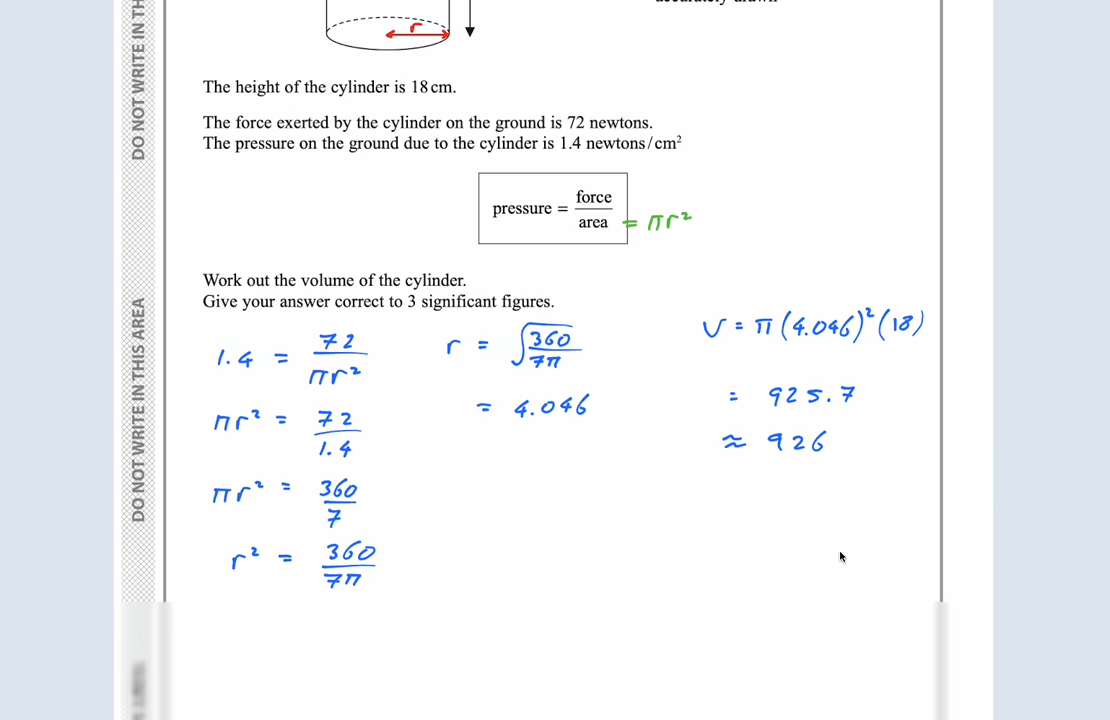 r
The height of the cylinder is 18 cm.
The force exerted by the cylinder on the ground is 72 newtons.
The pressure on the ground due to the cylinder is 1.4 newtons/cm²
pressure = force / area = πr²
Work out the volume of the cylinder.
Give your answer correct to 3 significant figures.
1.4 = 72 / πr²
πr² = 72 / 1.4
πr² = 360 / 7
r² = 360 / 7π
r = √(360 / 7π)
= 4.046
V = π(4.046)²(18)
= 925.7
≈ 926
DO NOT WRITE IN TH
DO NOT WRITE IN THIS AREA